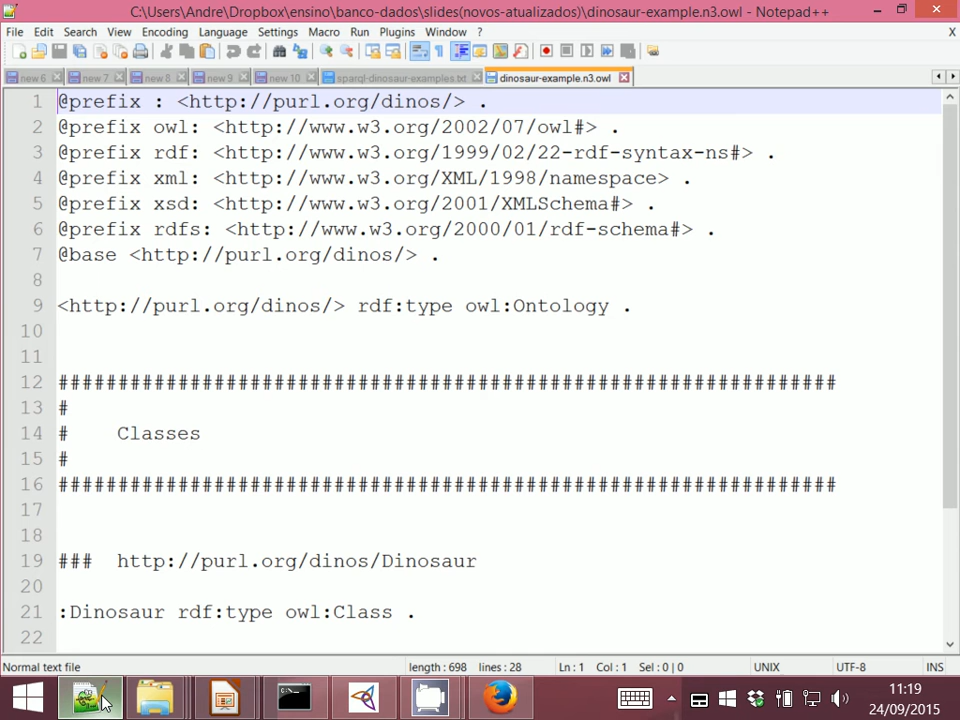 C:\Users\Andre\Dropbox\ensino\banco-dados\slides(novos-atualizados)\dinosaur-example.n3.owl - Notepad++
File Edit Search View Encoding Language Settings Macro Run Plugins Window ? X
new 6 new 7 new 8 new 9 new 10 sparql-dinosaur-examples.txt dinosaur-example.n3.owl
1 @prefix : <http://purl.org/dinos/> .
2 @prefix owl: <http://www.w3.org/2002/07/owl#> .
3 @prefix rdf: <http://www.w3.org/1999/02/22-rdf-syntax-ns#> .
4 @prefix xml: <http://www.w3.org/XML/1998/namespace> .
5 @prefix xsd: <http://www.w3.org/2001/XMLSchema#> .
6 @prefix rdfs: <http://www.w3.org/2000/01/rdf-schema#> .
7 @base <http://purl.org/dinos/> .
8
9 <http://purl.org/dinos/> rdf:type owl:Ontology .
10
11
12 #################################################################
13 #
14 # Classes
15 #
16 #################################################################
17
18
19 ### http://purl.org/dinos/Dinosaur
20
21 :Dinosaur rdf:type owl:Class .
22
Normal text file length : 698 lines : 28 Ln : 1 Col : 1 Sel : 0 | 0 UNIX UTF-8 INS
11:19
24/09/2015